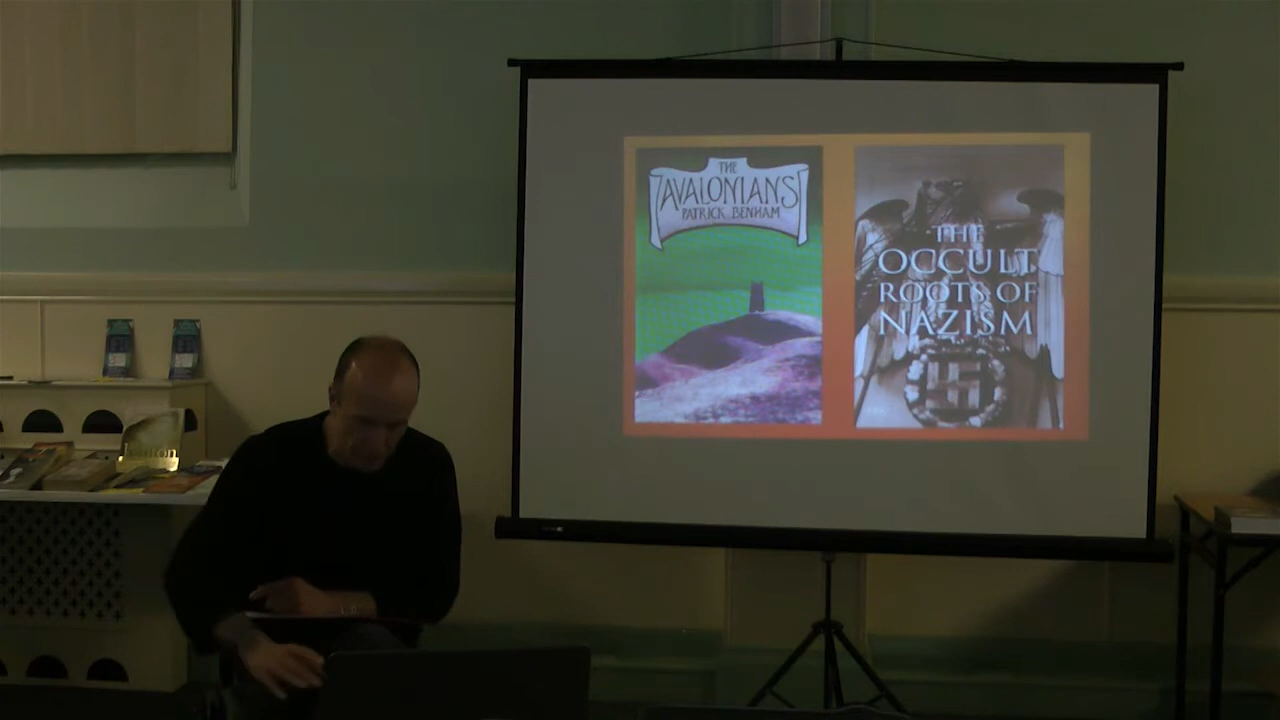 THE
AVALONIANS
PATRICK BENHAM
THE
OCCULT
ROOTS OF
NAZISM